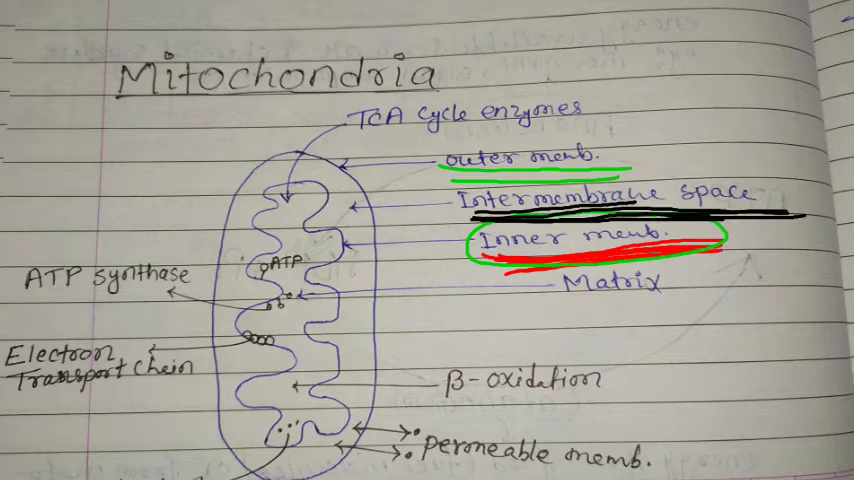 Mitochondria
TCA Cycle enzymes
outer memb.
Intermembrane space
Inner memb.
ATP
ATP synthase
Matrix
Electron
Transport chain
β-oxidation
permeable memb.